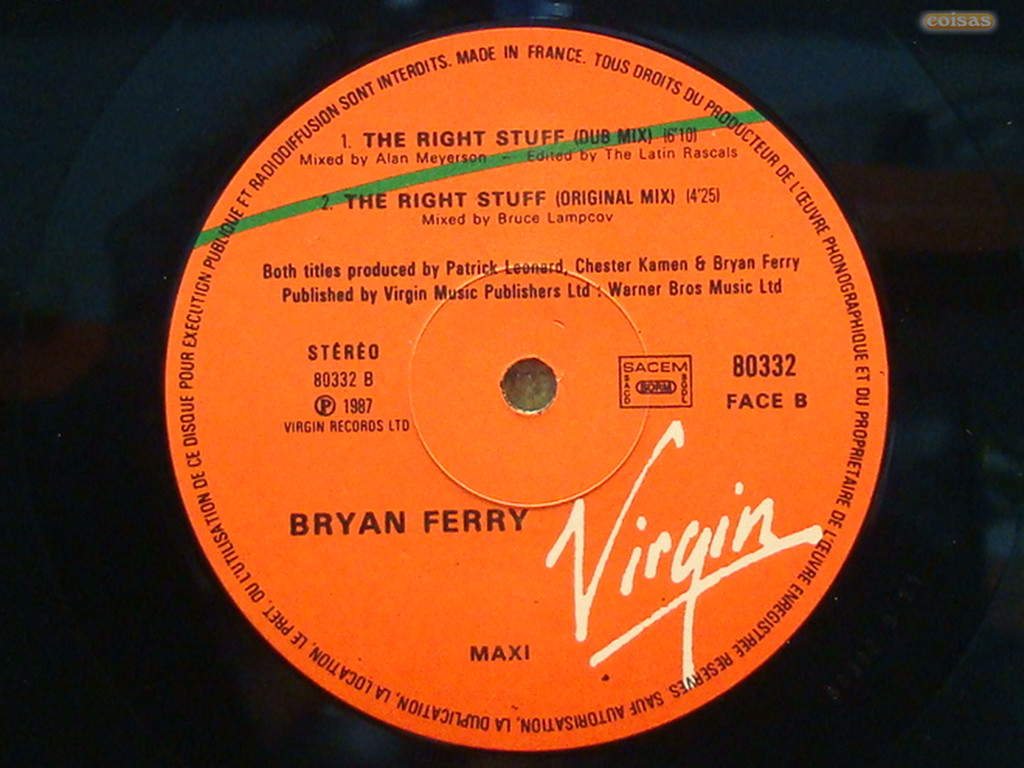 coisas
MADE IN FRANCE. TOUS DROITS DU PRODUCTEUR DE L'ŒUVRE PHONOGRAPHIQUE ET DU PROPRIETAIRE DE L'ŒUVRE ENREGISTREE RESERVES SAUF AUTORISATION, LA DUPLICATION, LA LOCATION, LE PRET, OU L'UTILISATION DE CE DISQUE POUR EXECUTION PUBLIQUE ET RADIODIFFUSION SONT INTERDITS.
1. THE RIGHT STUFF (DUB MIX) (6'10)
Mixed by Alan Meyerson - Edited by The Latin Rascals
2. THE RIGHT STUFF (ORIGINAL MIX) (4'25)
Mixed by Bruce Lampcov
Both titles produced by Patrick Leonard, Chester Kamen & Bryan Ferry
Published by Virgin Music Publishers Ltd : Warner Bros Music Ltd
STÉRÉO
80332 B
Ⓟ 1987
VIRGIN RECORDS LTD
SACEM
80332
FACE B
BRYAN FERRY
Virgin
MAXI